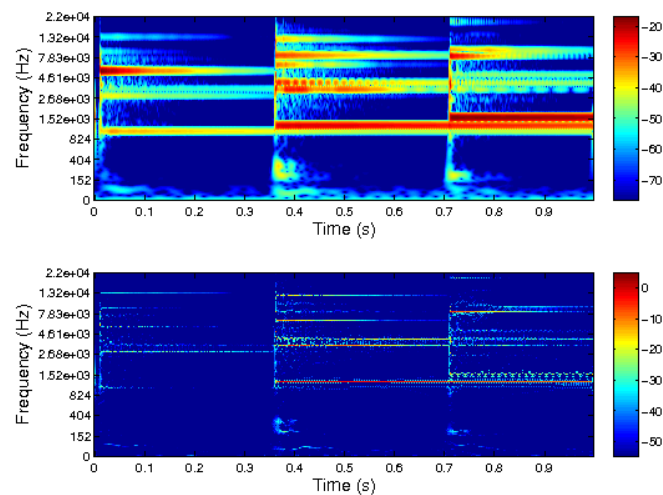 2.2e+04
1.32e+04
7.83e+03
4.61e+03
2.68e+03
1.52e+03
824
404
152
0
Frequency (Hz)
0 0.1 0.2 0.3 0.4 0.5 0.6 0.7 0.8 0.9
Time (s)
-20
-30
-40
-50
-60
-70
2.2e+04
1.32e+04
7.83e+03
4.61e+03
2.68e+03
1.52e+03
824
404
152
0
Frequency (Hz)
0 0.1 0.2 0.3 0.4 0.5 0.6 0.7 0.8 0.9
Time (s)
0
-10
-20
-30
-40
-50